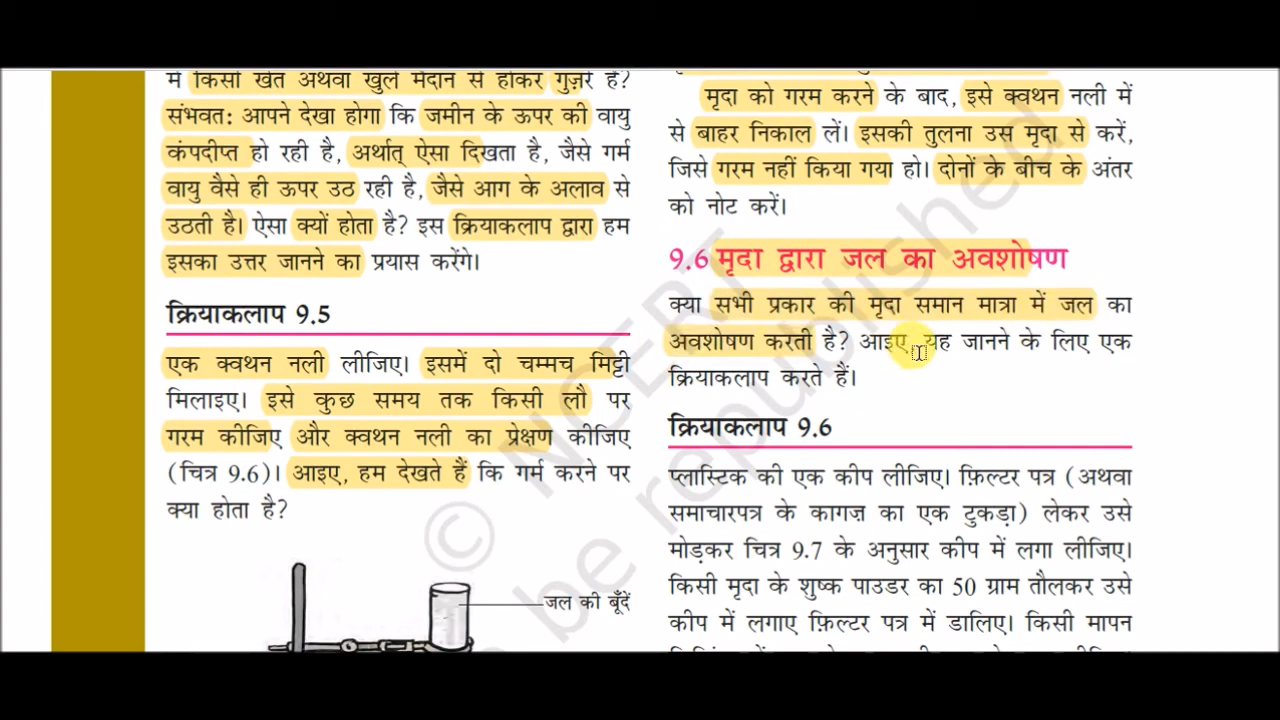 में किसी खेत अथवा खुले मैदान से होकर गुज़रे हैं?
संभवत: आपने देखा होगा कि जमीन के ऊपर की वायु
कंपदीप्त हो रही है, अर्थात् ऐसा दिखता है, जैसे गर्म
वायु वैसे ही ऊपर उठ रही है, जैसे आग के अलाव से
उठती है। ऐसा क्यों होता है? इस क्रियाकलाप द्वारा हम
इसका उत्तर जानने का प्रयास करेंगे।
क्रियाकलाप 9.5
एक क्वथन नली लीजिए। इसमें दो चम्मच मिट्टी
मिलाइए। इसे कुछ समय तक किसी लौ पर
गरम कीजिए और क्वथन नली का प्रेक्षण कीजिए
(चित्र 9.6)। आइए, हम देखते हैं कि गर्म करने पर
क्या होता है?
जल की बूँदें
मृदा को गरम करने के बाद, इसे क्वथन नली में
से बाहर निकाल लें। इसकी तुलना उस मृदा से करें,
जिसे गरम नहीं किया गया हो। दोनों के बीच के अंतर
को नोट करें।
9.6 मृदा द्वारा जल का अवशोषण
क्या सभी प्रकार की मृदा समान मात्रा में जल का
अवशोषण करती है? आइए, यह जानने के लिए एक
क्रियाकलाप करते हैं।
क्रियाकलाप 9.6
प्लास्टिक की एक कीप लीजिए। फ़िल्टर पत्र (अथवा
समाचारपत्र के कागज़ का एक टुकड़ा) लेकर उसे
मोड़कर चित्र 9.7 के अनुसार कीप में लगा लीजिए।
किसी मृदा के शुष्क पाउडर का 50 ग्राम तौलकर उसे
कीप में लगाए फ़िल्टर पत्र में डालिए। किसी मापन
© NCERT
be republished